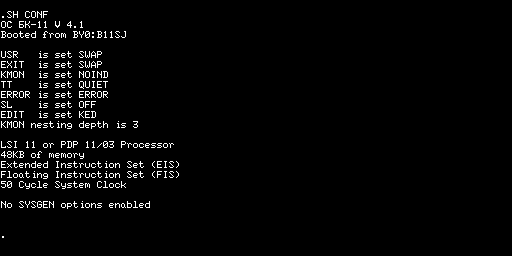 .SH CONF
ОС БК-11 V 4.1
Booted from BY0:B11SJ
USR is set SWAP
EXIT is set SWAP
KMON is set NOIND
TT is set QUIET
ERROR is set ERROR
SL is set OFF
EDIT is set KED
KMON nesting depth is 3
LSI 11 or PDP 11/03 Processor
48KB of memory
Extended Instruction Set (EIS)
Floating Instruction Set (FIS)
50 Cycle System Clock
No SYSGEN options enabled
.